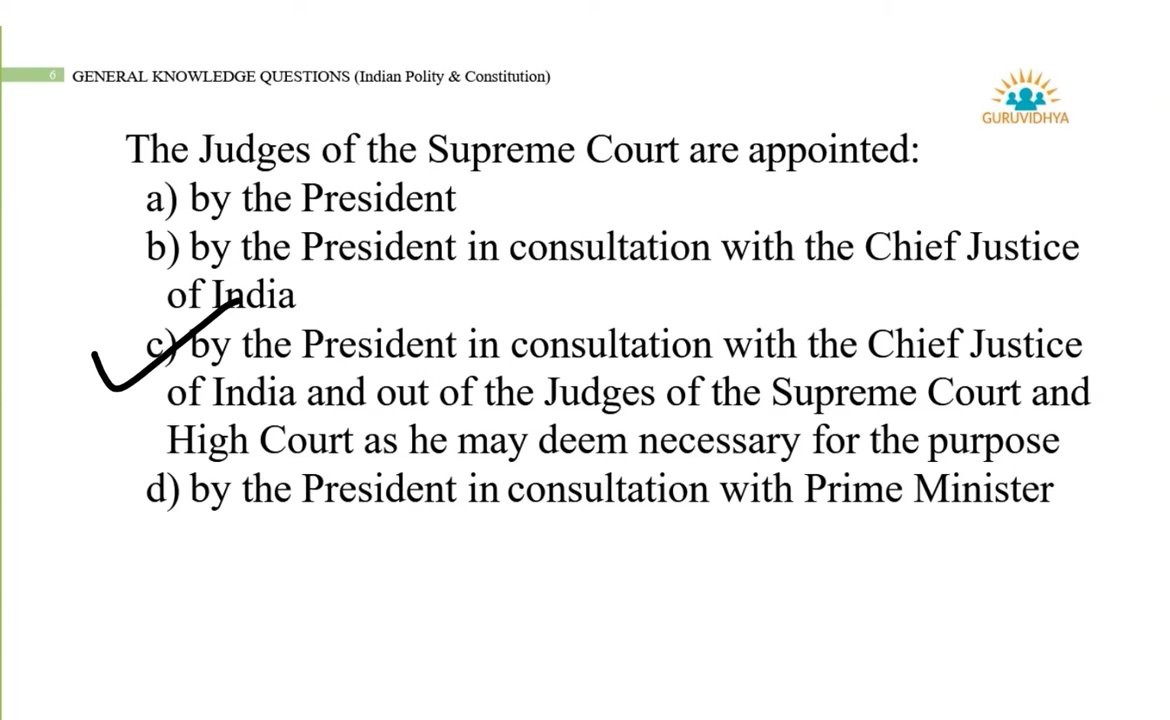 6 GENERAL KNOWLEDGE QUESTIONS (Indian Polity & Constitution)
GURUVIDHYA
The Judges of the Supreme Court are appointed:
a) by the President
b) by the President in consultation with the Chief Justice
of India
c) by the President in consultation with the Chief Justice
of India and out of the Judges of the Supreme Court and
High Court as he may deem necessary for the purpose
d) by the President in consultation with Prime Minister